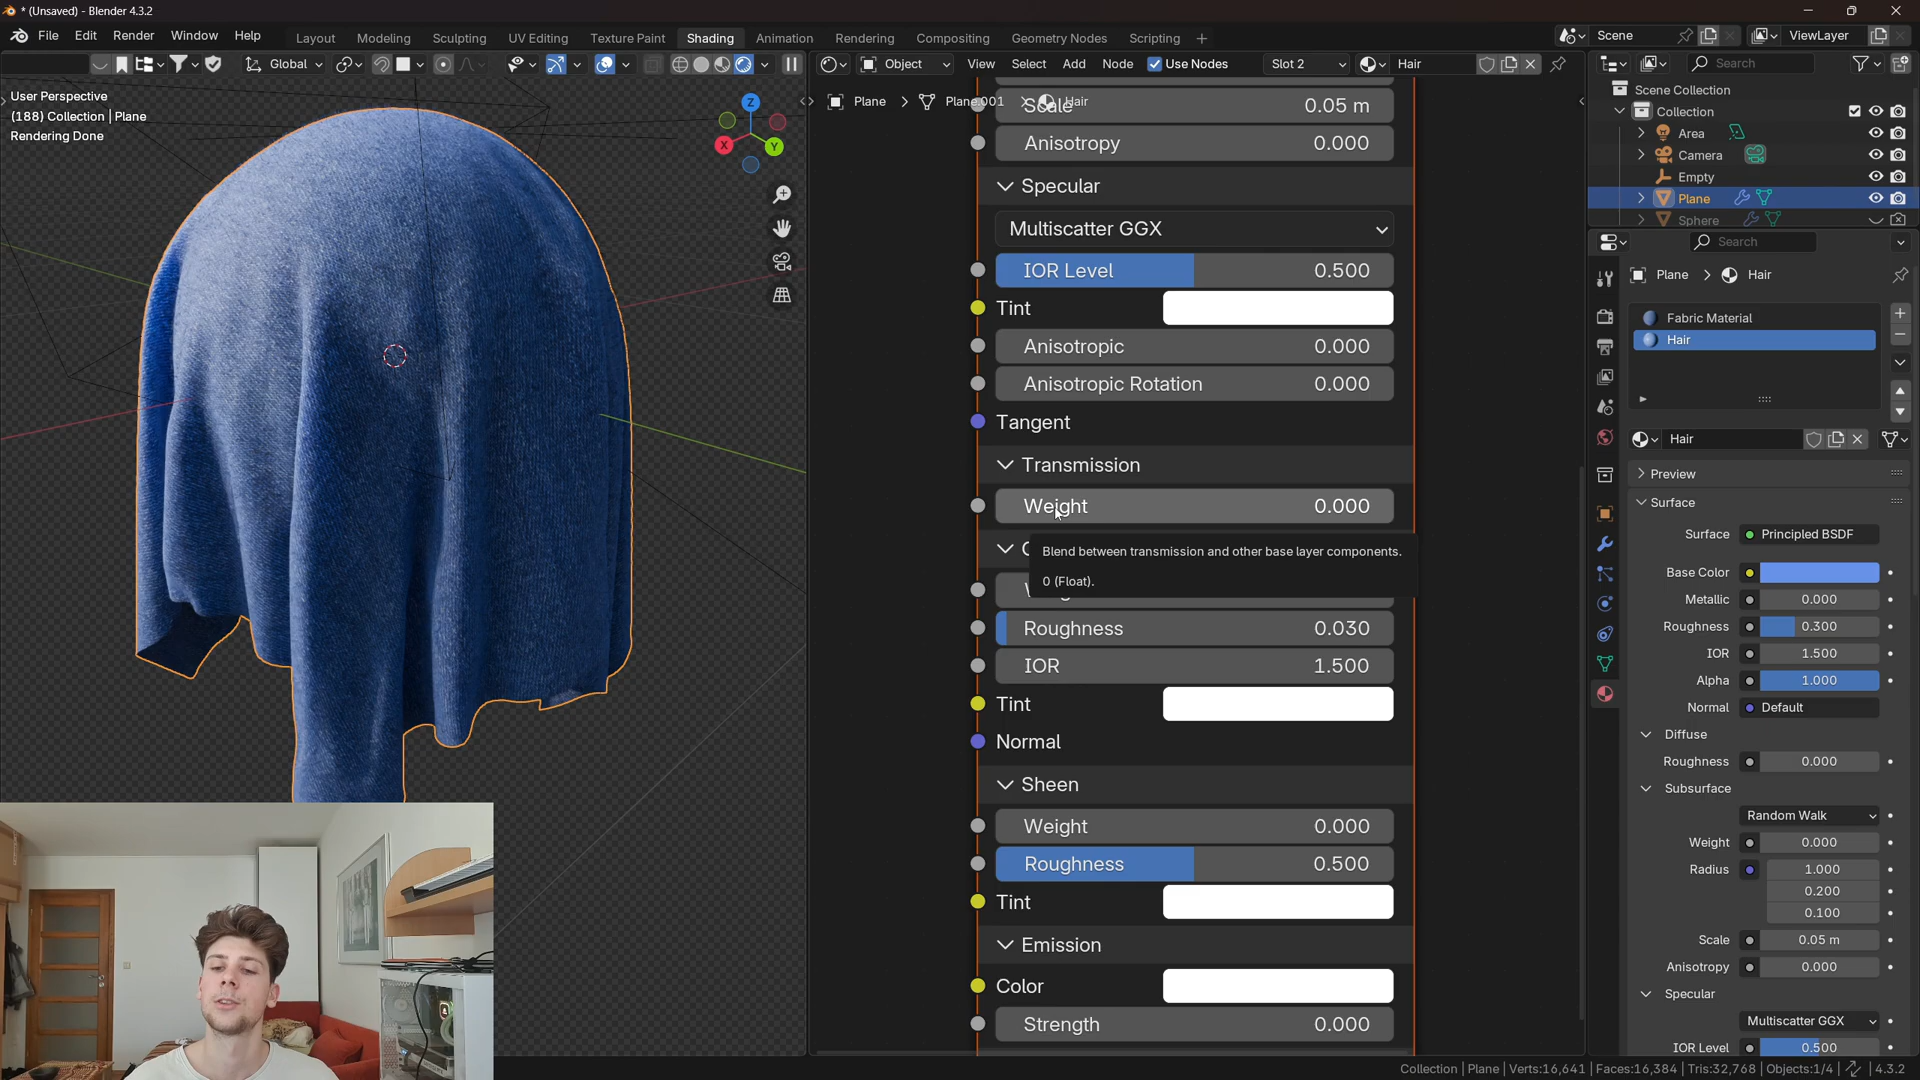 * (Unsaved) - Blender 4.3.2
File Edit Render Window Help Layout Modeling Sculpting UV Editing Texture Paint Shading Animation Rendering Compositing Geometry Nodes Scripting + Scene ViewLayer
Global Object View Select Add Node Use Nodes Slot 2 Hair Search
User Perspective
(188) Collection | Plane
Rendering Done
Z
X
Y
Plane Plane.001 Hair
Scale 0.05 m
Anisotropy 0.000
Specular
Multiscatter GGX
IOR Level 0.500
Tint
Anisotropic 0.000
Anisotropic Rotation 0.000
Tangent
Transmission
Weight 0.000
Blend between transmission and other base layer components.
0 (Float).
Roughness 0.030
IOR 1.500
Tint
Normal
Sheen
Weight 0.000
Roughness 0.500
Tint
Emission
Color
Strength 0.000
Scene Collection
Collection
Area
Camera
Empty
Plane
Sphere
Search
Plane Hair
Fabric Material
Hair
Hair
Preview
Surface
Surface Principled BSDF
Base Color
Metallic 0.000
Roughness 0.300
IOR 1.500
Alpha 1.000
Normal Default
Diffuse
Roughness 0.000
Subsurface
Random Walk
Weight 0.000
Radius 1.000
0.200
0.100
Scale 0.05 m
Anisotropy 0.000
Specular
Multiscatter GGX
IOR Level 0.500
Collection | Plane | Verts:16,641 | Faces:16,384 | Tris:32,768 | Objects:1/4 | 4.3.2